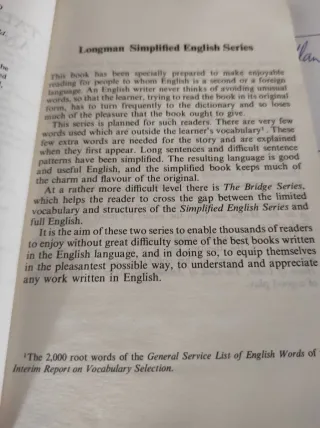 Longman Simplified English Series
This book has been specially prepared to make enjoyable
reading for people to whom English is a second or a foreign
language. An English writer never thinks of avoiding unusual
words, so that the learner, trying to read the book in its original
form, has to turn frequently to the dictionary and so loses
much of the pleasure that the book ought to give.
This series is planned for such readers. There are very few
words used which are outside the learner's vocabulary¹. These
few extra words are needed for the story and are explained
when they first appear. Long sentences and difficult sentence
patterns have been simplified. The resulting language is good
and useful English, and the simplified book keeps much of
the charm and flavour of the original.
At a rather more difficult level there is The Bridge Series,
which helps the reader to cross the gap between the limited
vocabulary and structures of the Simplified English Series and
full English.
It is the aim of these two series to enable thousands of readers
to enjoy without great difficulty some of the best books written
in the English language, and in doing so, to equip themselves
in the pleasantest possible way, to understand and appreciate
any work written in English.
¹The 2,000 root words of the General Service List of English Words of
Interim Report on Vocabulary Selection.